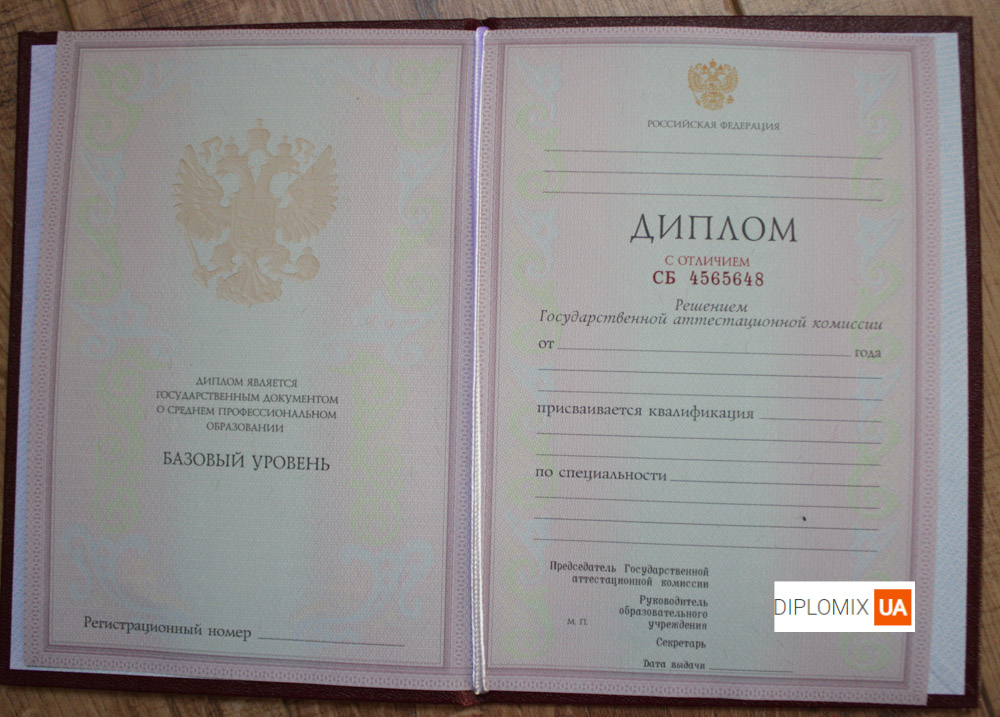 ДИПЛОМ ЯВЛЯЕТСЯ
ГОСУДАРСТВЕННЫМ ДОКУМЕНТОМ
О СРЕДНЕМ ПРОФЕССИОНАЛЬНОМ
ОБРАЗОВАНИИ
БАЗОВЫЙ УРОВЕНЬ
Регистрационный номер
РОССИЙСКАЯ ФЕДЕРАЦИЯ
ДИПЛОМ
С ОТЛИЧИЕМ
СБ 4565648
Решением
Государственной аттестационной комиссии
от года
присваивается квалификация
по специальности
Председатель Государственной
аттестационной комиссии
Руководитель
образовательного
М. П. учреждения
Секретарь
Дата выдачи
DIPLOMIX UA